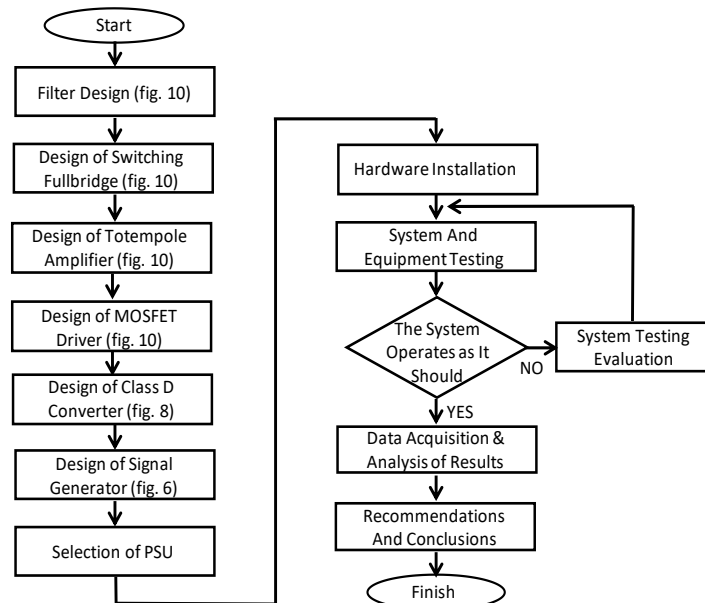 Start
Filter Design (fig. 10)
Design of Switching
Fullbridge (fig. 10)
Design of Totempole
Amplifier (fig. 10)
Design of MOSFET
Driver (fig. 10)
Design of Class D
Converter (fig. 8)
Design of Signal
Generator (fig. 6)
Selection of PSU
Hardware Installation
System And
Equipment Testing
The System
Operates as It
Should
NO
System Testing
Evaluation
YES
Data Acquisition &
Analysis of Results
Recommendations
And Conclusions
Finish